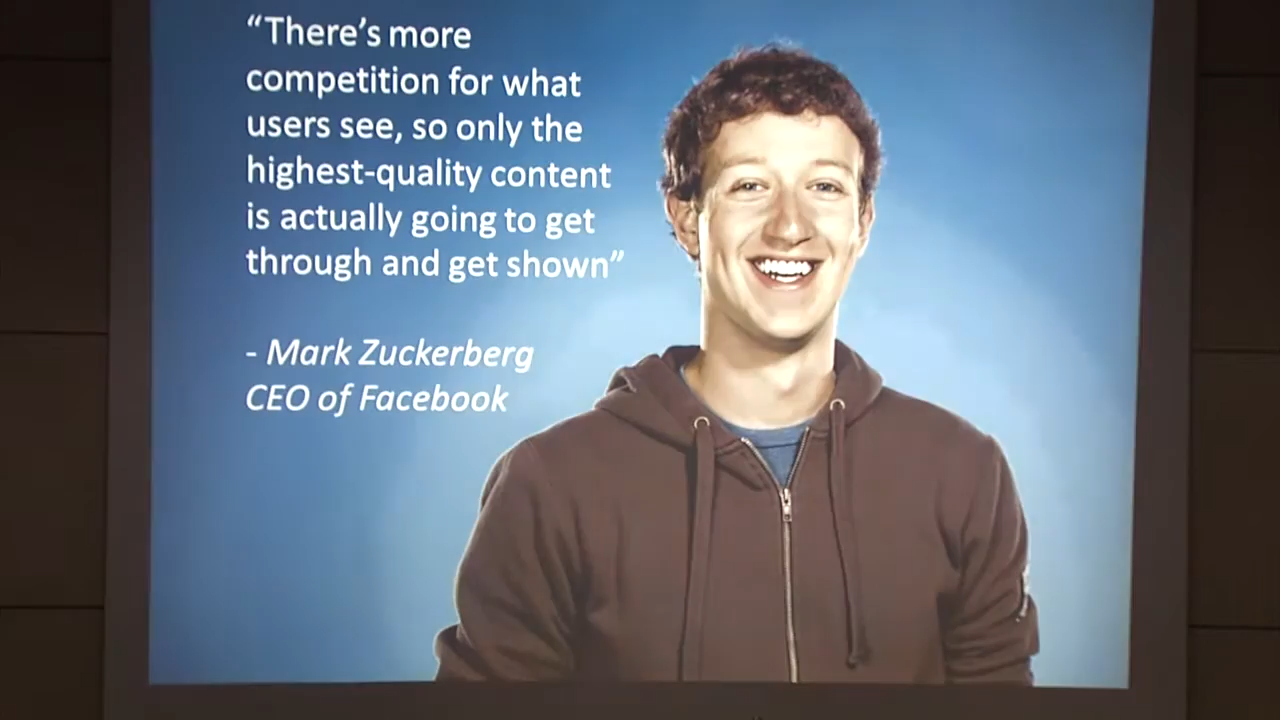 “There’s more
competition for what
users see, so only the
highest-quality content
is actually going to get
through and get shown”
- Mark Zuckerberg
CEO of Facebook